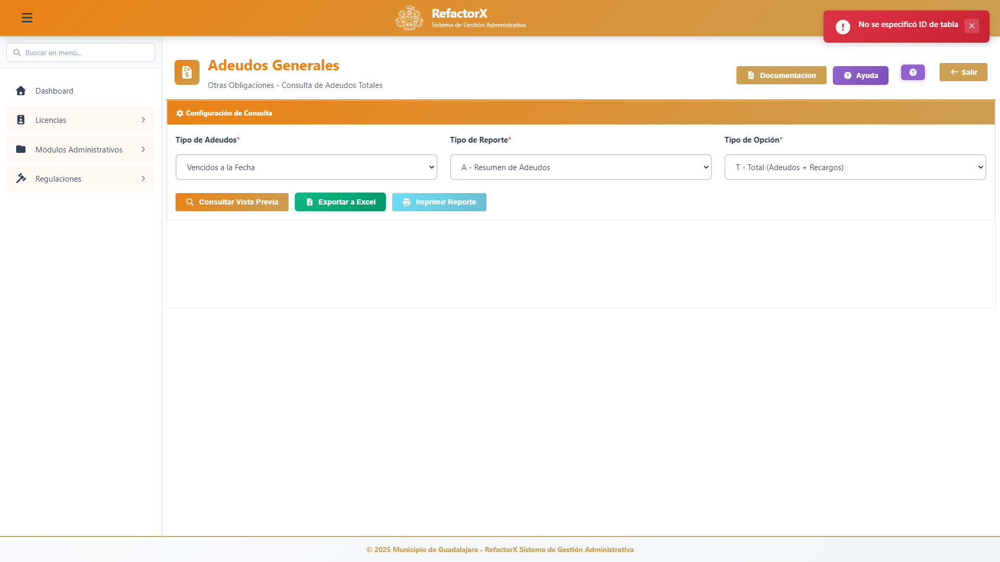 RefactorX
Sistema de Gestión Administrativa
No se especificó ID de tabla
Buscar en menú...
Dashboard
Licencias
Módulos Administrativos
Regulaciones
Adeudos Generales
Otras Obligaciones - Consulta de Adeudos Totales
Documentacion
Ayuda
Salir
Configuración de Consulta
Tipo de Adeudos*
Tipo de Reporte*
Tipo de Opción*
Vencidos a la Fecha
A - Resumen de Adeudos
T - Total (Adeudos + Recargos)
Consultar Vista Previa
Exportar a Excel
Imprimir Reporte
© 2025 Municipio de Guadalajara - RefactorX Sistema de Gestión Administrativa